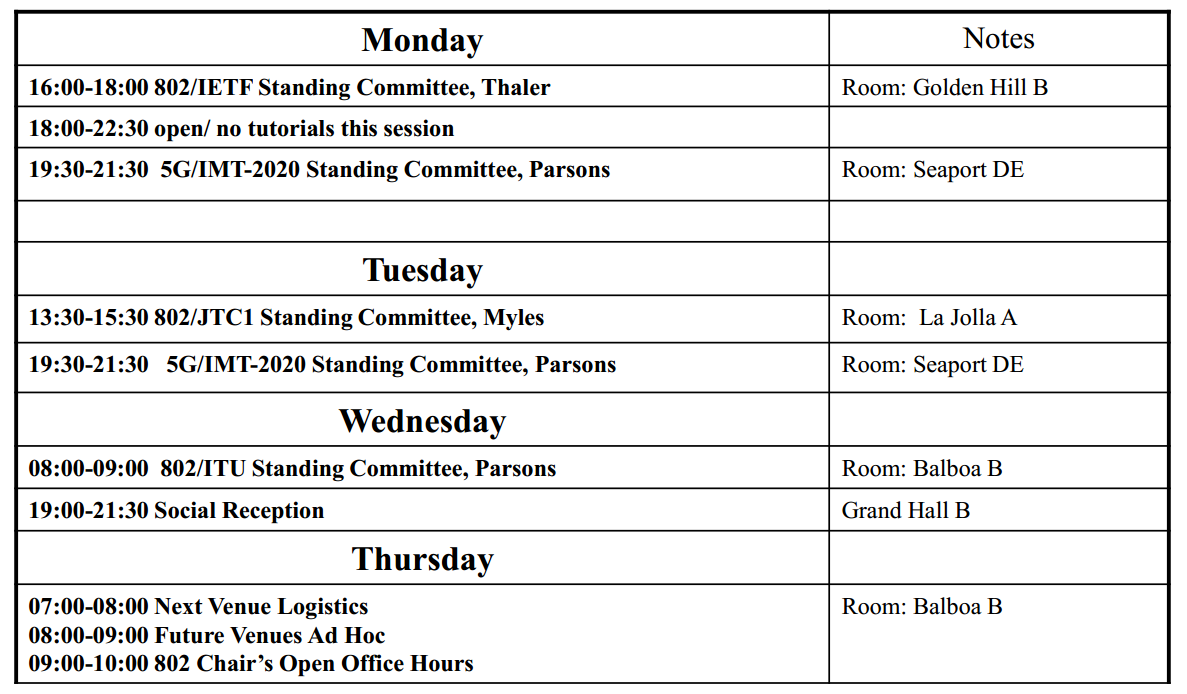 Monday Notes
16:00-18:00 802/IETF Standing Committee, Thaler Room: Golden Hill B
18:00-22:30 open/ no tutorials this session
19:30-21:30 5G/IMT-2020 Standing Committee, Parsons Room: Seaport DE
Tuesday
13:30-15:30 802/JTC1 Standing Committee, Myles Room: La Jolla A
19:30-21:30 5G/IMT-2020 Standing Committee, Parsons Room: Seaport DE
Wednesday
08:00-09:00 802/ITU Standing Committee, Parsons Room: Balboa B
19:00-21:30 Social Reception Grand Hall B
Thursday
07:00-08:00 Next Venue Logistics Room: Balboa B
08:00-09:00 Future Venues Ad Hoc
09:00-10:00 802 Chair’s Open Office Hours